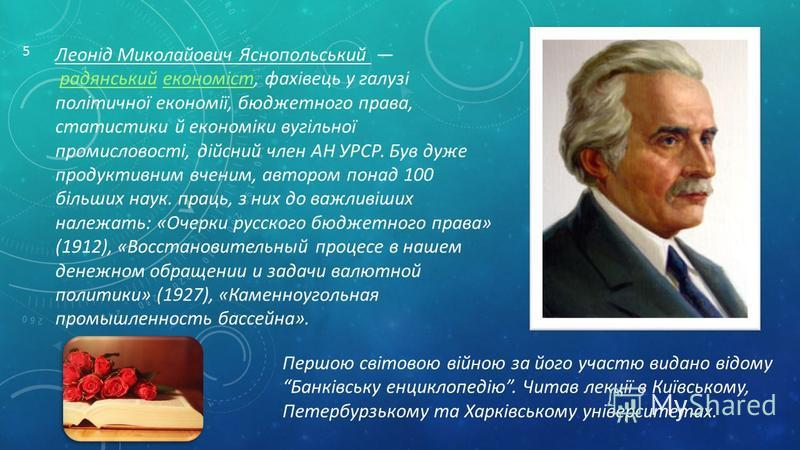 5
Леонід Миколайович Яснопольський —
радянський економіст, фахівець у галузі
політичної економії, бюджетного права,
статистики й економіки вугільної
промисловості, дійсний член АН УРСР. Був дуже
продуктивним вченим, автором понад 100
більших наук. праць, з них до важливіших
належать: «Очерки русского бюджетного права»
(1912), «Восстановительный процесе в нашем
денежном обращении и задачи валютной
политики» (1927), «Каменноугольная
промышленность бассейна».
Першою світовою війною за його участю видано відому
“Банківську енциклопедію”. Читав лекції в Київському,
Петербурзькому та Харківському університетах.
MyShared